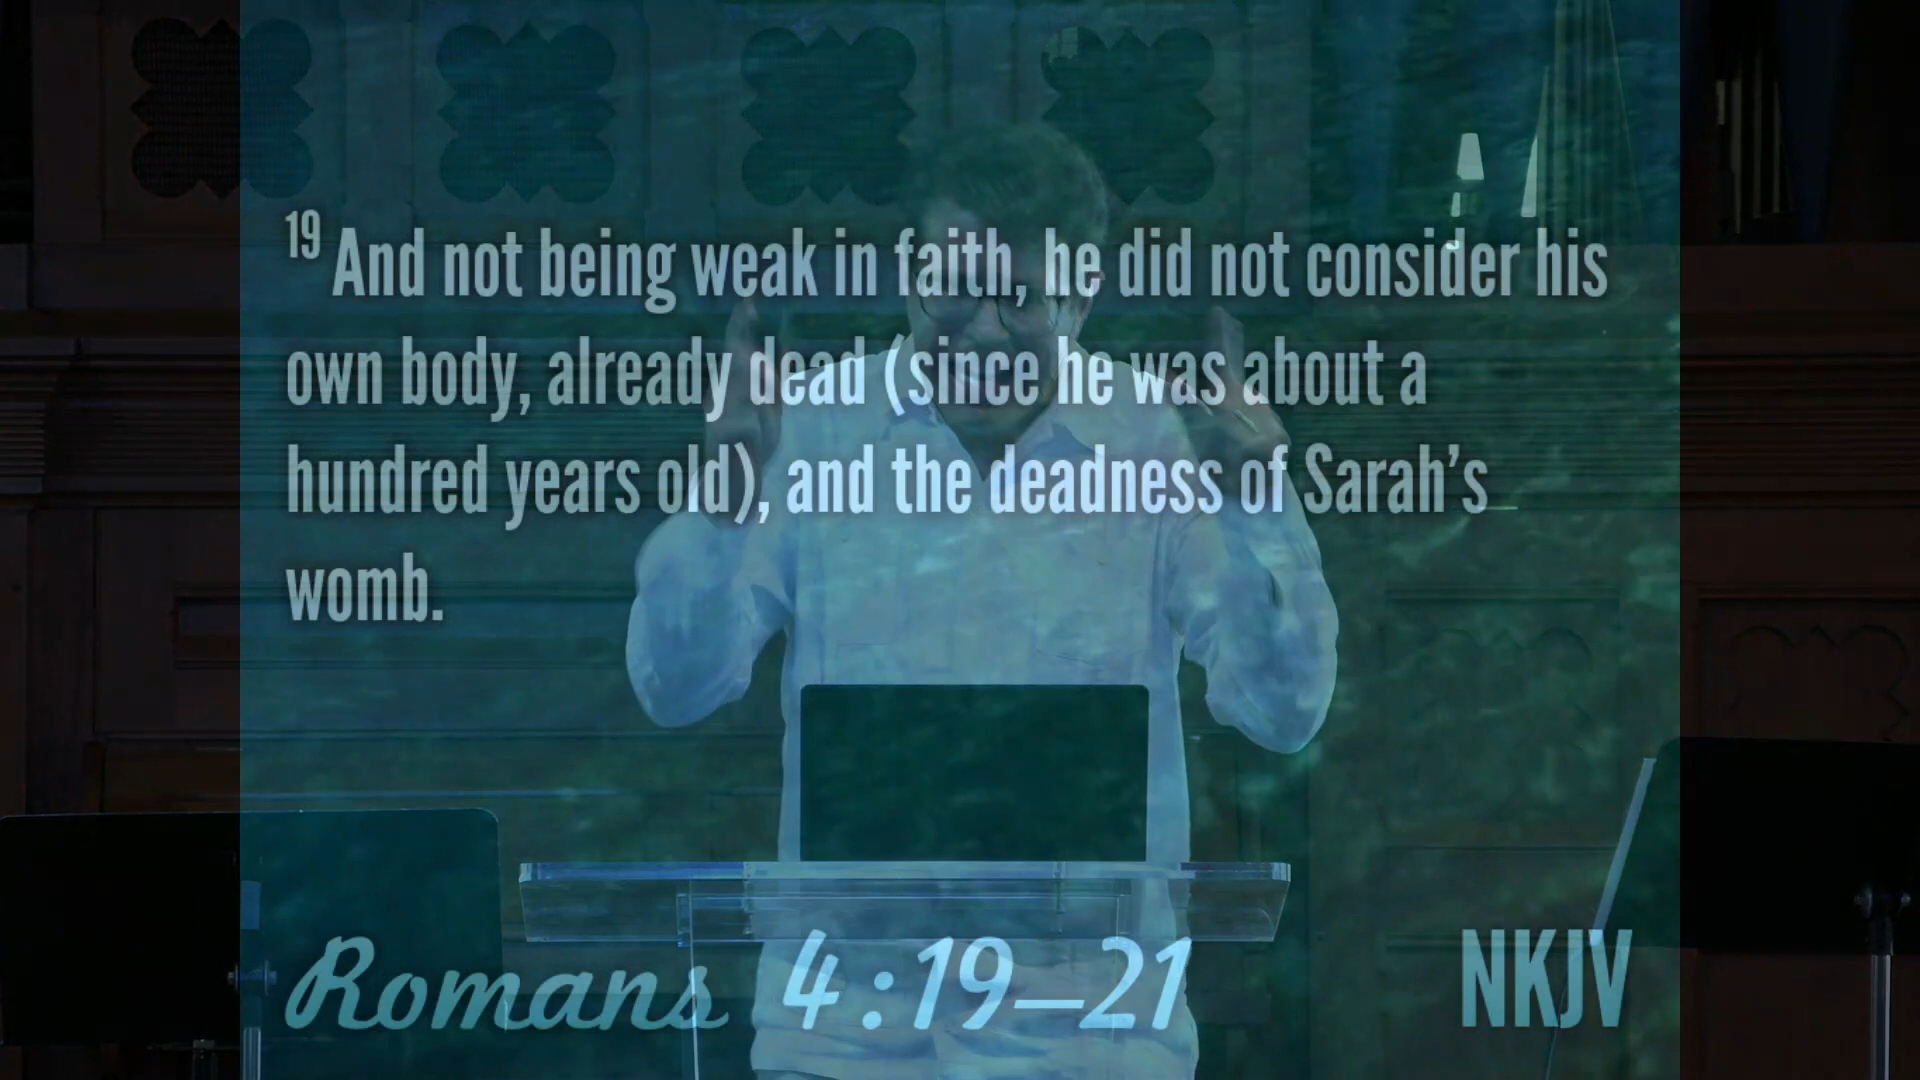 19 And not being weak in faith, he did not consider his
own body, already dead (since he was about a
hundred years old), and the deadness of Sarah’s
womb.
Romans 4:19–21 NKJV